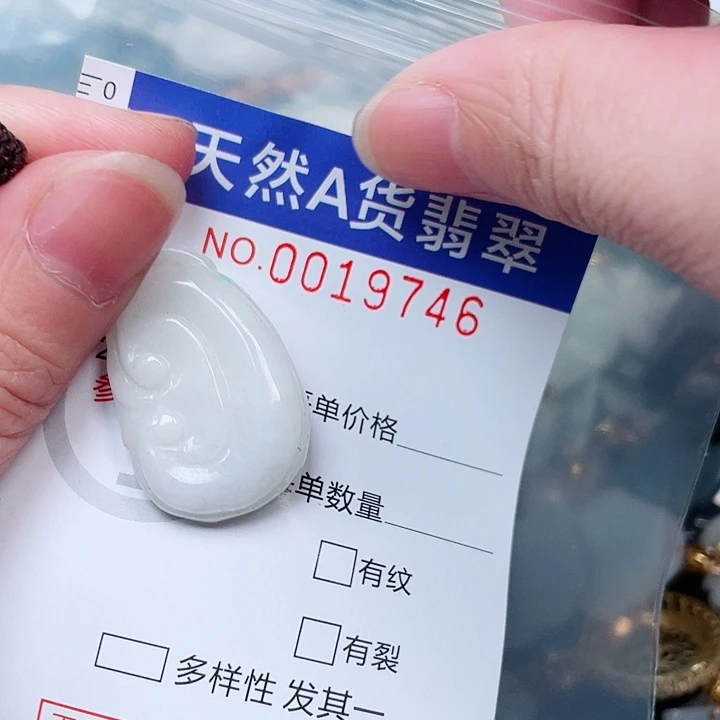 0
天然A货翡翠
NO.0019746
单价格
单数量
有纹
有裂
多样性 发其一